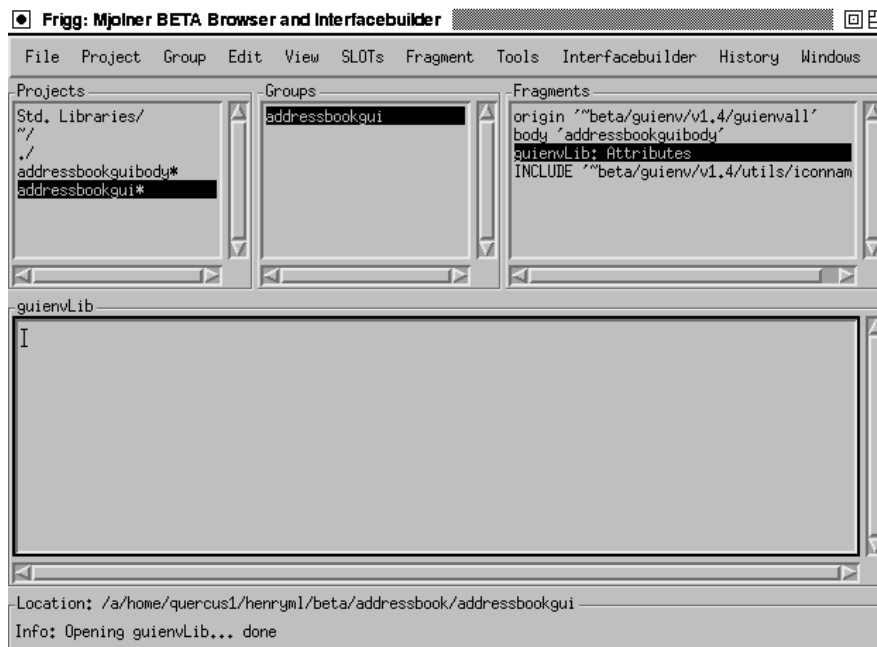 Frigg: Mjolner BETA Browser and Interfacebuilder
File Project Group Edit View SLOTs Fragment Tools Interfacebuilder History Windows
Projects
Std. Libraries/
~/
./
addressbookguibody*
addressbookgui*
Groups
addressbookgui
Fragments
origin '~beta/guienv/v1.4/guienvall'
body 'addressbookguibody'
guienvLib: Attributes
INCLUDE '~beta/guienv/v1.4/utils/iconnam
guienvLib
Location: /a/home/quercus1/henryml/beta/addressbook/addressbookgui
Info: Opening guienvLib... done